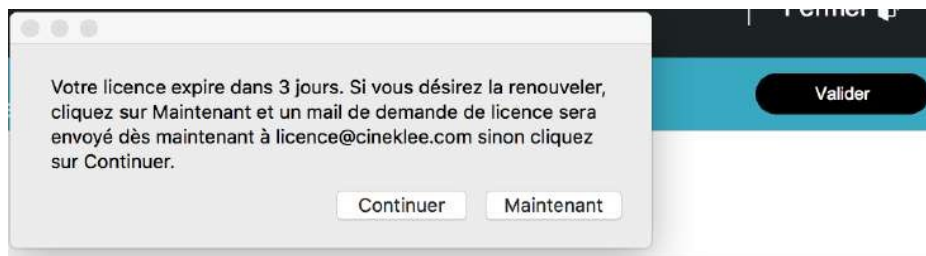 Fermer
Votre licence expire dans 3 jours. Si vous désirez la renouveler,
cliquez sur Maintenant et un mail de demande de licence sera
envoyé dès maintenant à licence@cineklee.com sinon cliquez
sur Continuer.
Valider
Continuer
Maintenant